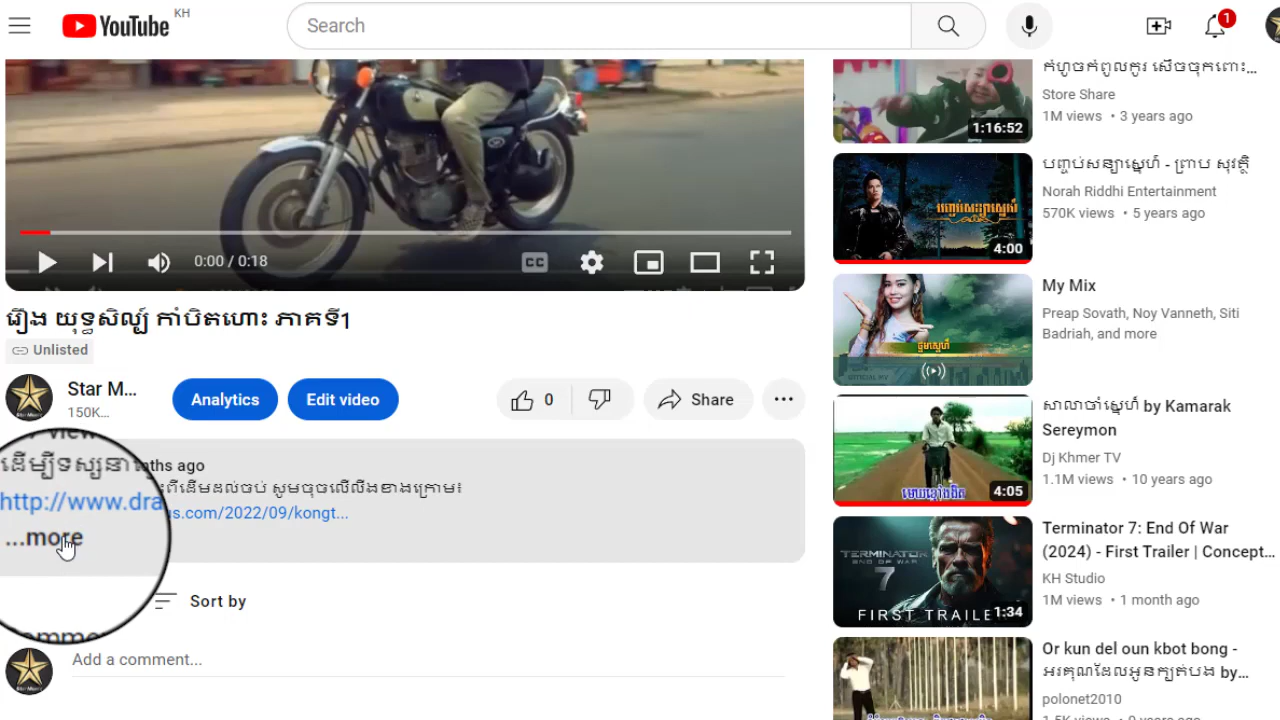 KH
YouTube
Search
1
1:16:52
កំហូចកំពូលគូរ សើចចុកពោះ...
Store Share
1M views • 3 years ago
4:00
បញ្ចប់សន្យាស្នេហ៍ - ព្រាប សុវត្ថិ
Norah Riddhi Entertainment
570K views • 5 years ago
0:00 / 0:18
CC
My Mix
Preap Sovath, Noy Vanneth, Siti
Badriah, and more
រឿង យុទ្ធសិល្ប៍ កាំបិតហោះ ភាគទី1
Unlisted
Star M...
150K...
Analytics
Edit video
0
Share
...
4:05
សាលាចាំស្នេហ៍ by Kamarak
Sereymon
Dj Khmer TV
1.1M views • 10 years ago
views
ths ago
ដើម្បីទស្សនា
ះពីដើមដល់ចប់ សូមចុចលើលីងខាងក្រោម៖
http://www.dra
us.com/2022/09/kongt...
...more
TERMINATOR
END OF WAR
7
FIRST TRAILE
1:34
Terminator 7: End Of War
(2024) - First Trailer | Concept...
KH Studio
1M views • 1 month ago
Sort by
Add a comment...
Or kun del oun kbot bong -
អរគុណដែលអូនក្បត់បង by...
polonet2010